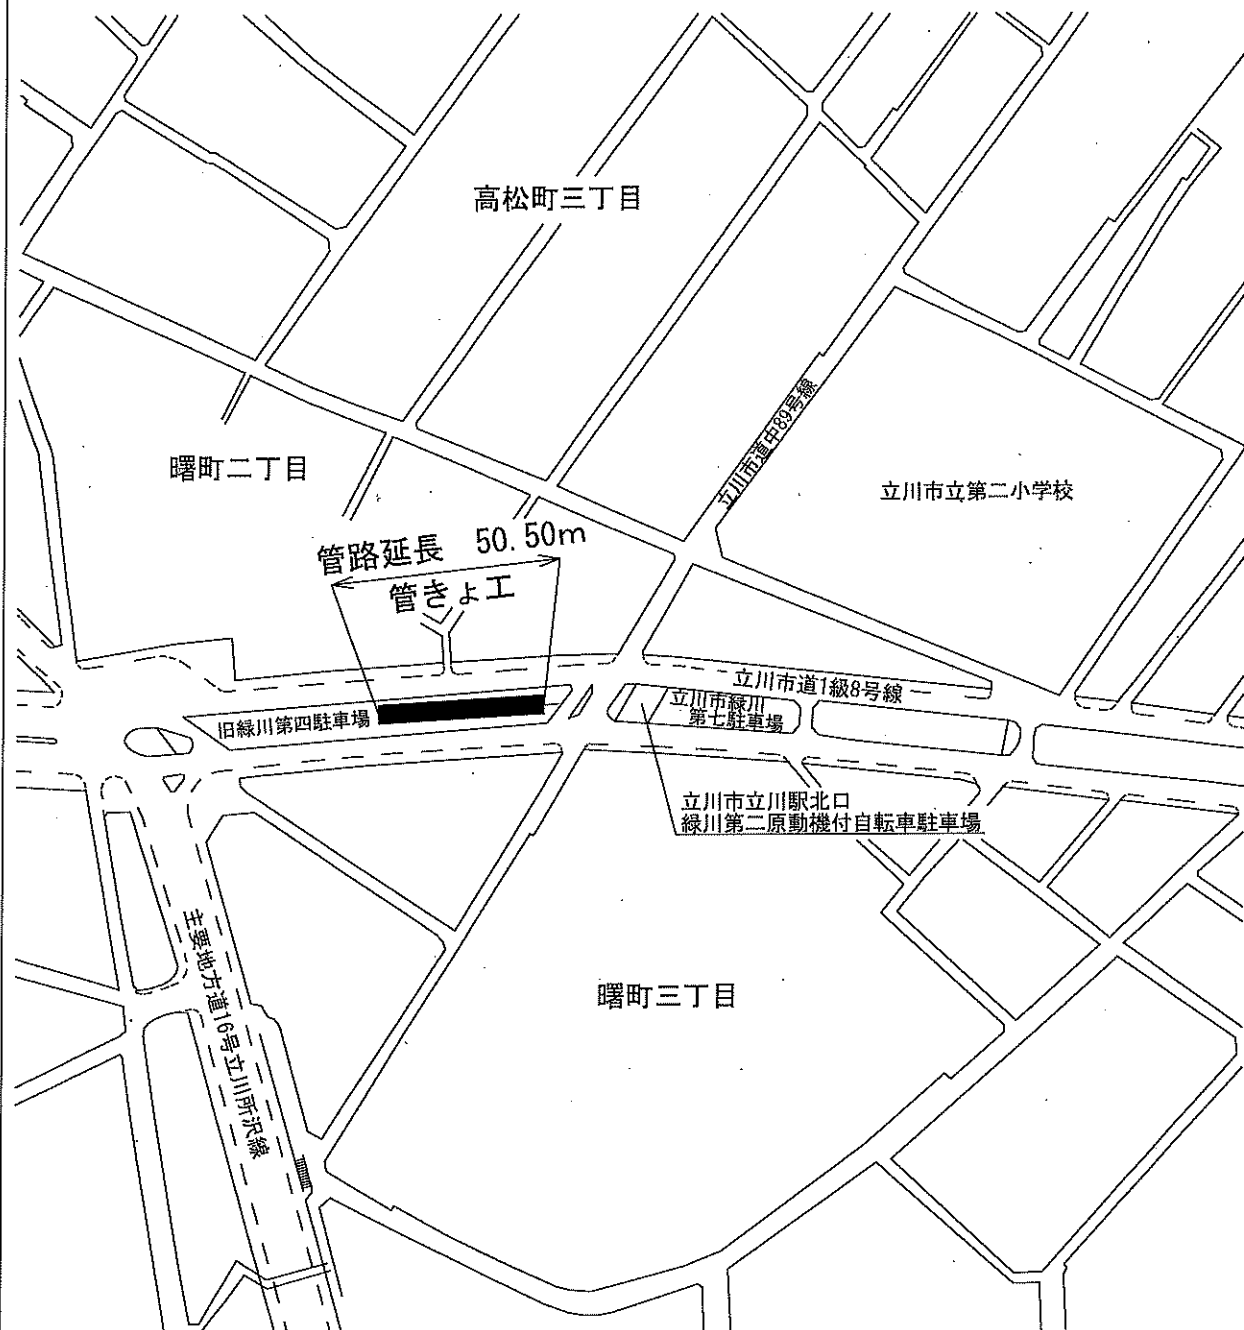 高松町三丁目
立川市道中89号線
曙町二丁目
立川市立第二小学校
管路延長 50.50m
管きょ工
立川市道1級8号線
旧緑川第四駐車場
立川市緑川
第七駐車場
立川市立川駅北口
緑川第二原動機付自転車駐車場
主要地方道16号立川所沢線
曙町三丁目